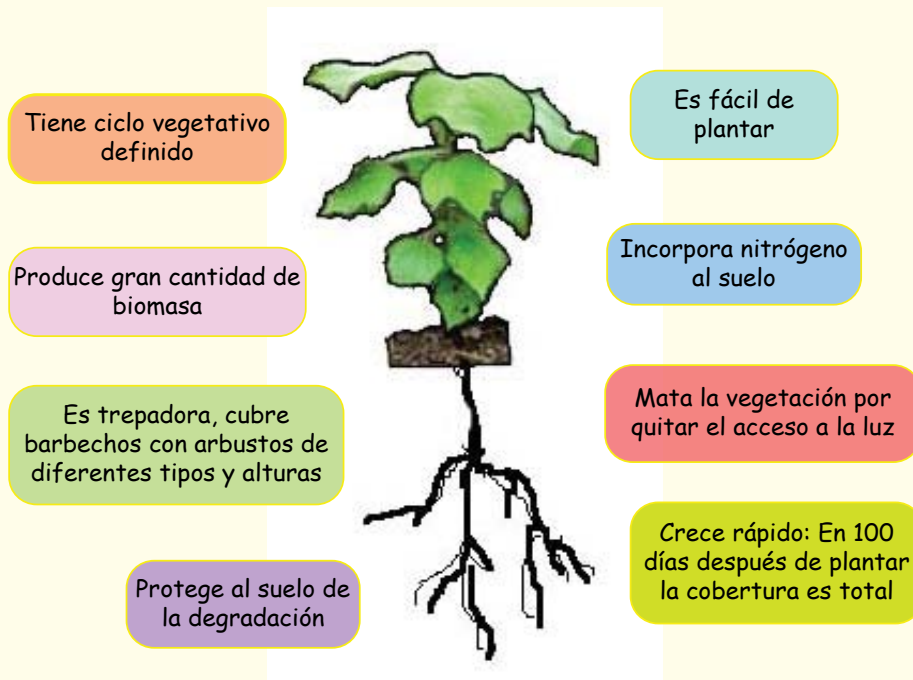 Tiene ciclo vegetativo
definido
Es fácil de
plantar
Produce gran cantidad de
biomasa
Incorpora nitrógeno
al suelo
Es trepadora, cubre
barbechos con arbustos de
diferentes tipos y alturas
Mata la vegetación por
quitar el acceso a la luz
Protege al suelo de
la degradación
Crece rápido: En 100
días después de plantar
la cobertura es total